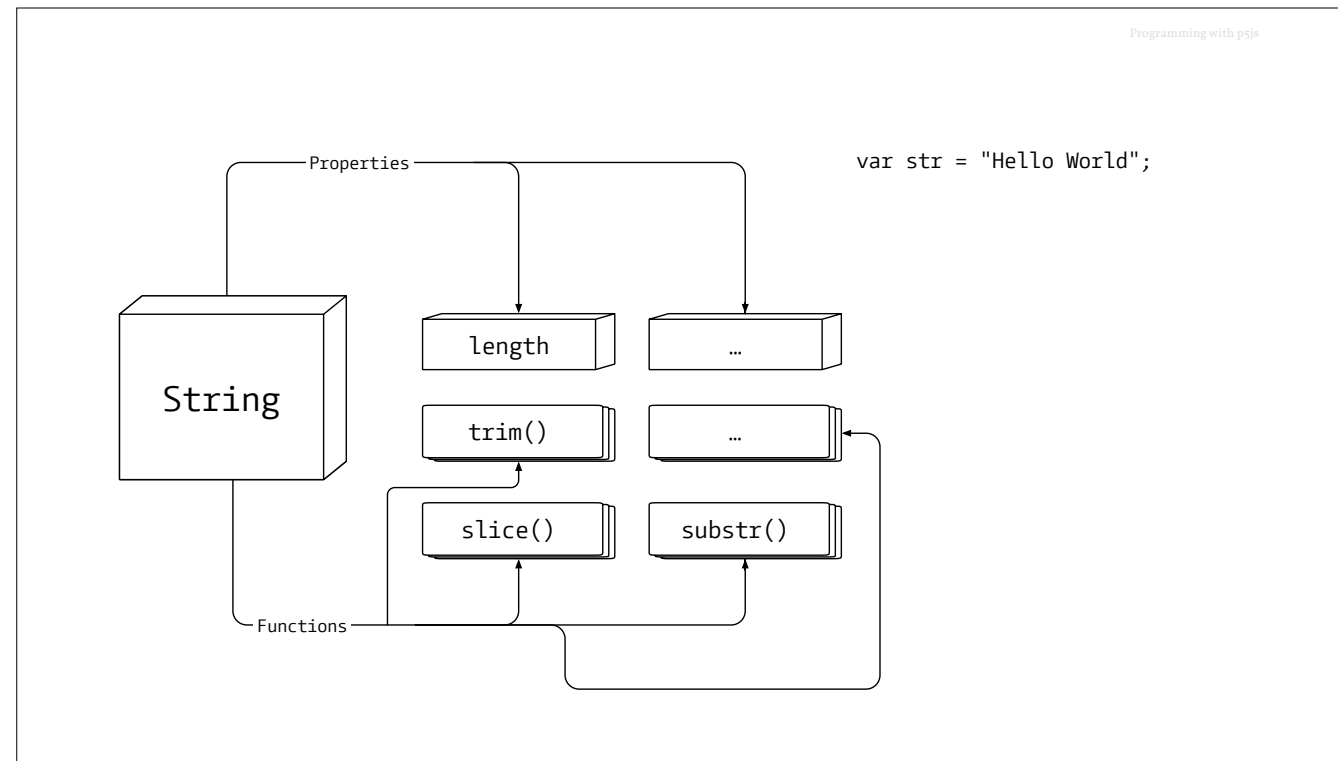 Programming with p5js
Properties
var str = "Hello World";
String
length
…
trim()
…
slice()
substr()
Functions